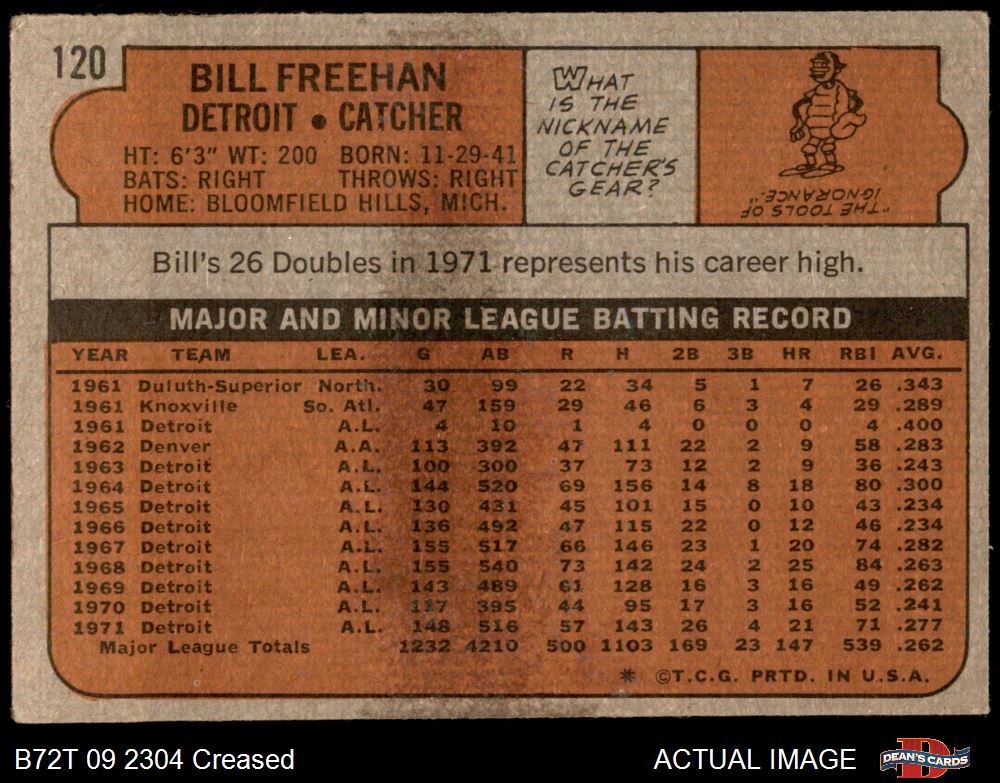 120
BILL FREEHAN
DETROIT • CATCHER
HT: 6'3" WT: 200 BORN: 11-29-41
BATS: RIGHT THROWS: RIGHT
HOME: BLOOMFIELD HILLS, MICH.
WHAT
IS THE
NICKNAME
OF THE
CATCHER'S
GEAR?
"THE TOOLS OF
IGNORANCE."
Bill's 26 Doubles in 1971 represents his career high.
MAJOR AND MINOR LEAGUE BATTING RECORD
YEAR TEAM LEA. G AB R H 2B 3B HR RBI AVG.
1961 Duluth-Superior North. 30 99 22 34 5 1 7 26 .343
1961 Knoxville So. Atl. 47 159 29 46 6 3 4 29 .289
1961 Detroit A.L. 4 10 1 4 0 0 0 4 .400
1962 Denver A.A. 113 392 47 111 22 2 9 58 .283
1963 Detroit A.L. 100 300 37 73 12 2 9 36 .243
1964 Detroit A.L. 144 520 69 156 14 8 18 80 .300
1965 Detroit A.L. 130 431 45 101 15 0 10 43 .234
1966 Detroit A.L. 136 492 47 115 22 0 12 46 .234
1967 Detroit A.L. 155 517 66 146 23 1 20 74 .282
1968 Detroit A.L. 155 540 73 142 24 2 25 84 .263
1969 Detroit A.L. 143 489 61 128 16 3 16 49 .262
1970 Detroit A.L. 117 395 44 95 17 3 16 52 .241
1971 Detroit A.L. 148 516 57 143 26 4 21 71 .277
Major League Totals 1232 4210 500 1103 169 23 147 539 .262
* ©T.C.G. PRTD. IN U.S.A.
B72T 09 2304 Creased
ACTUAL IMAGE
DEAN'S CARDS